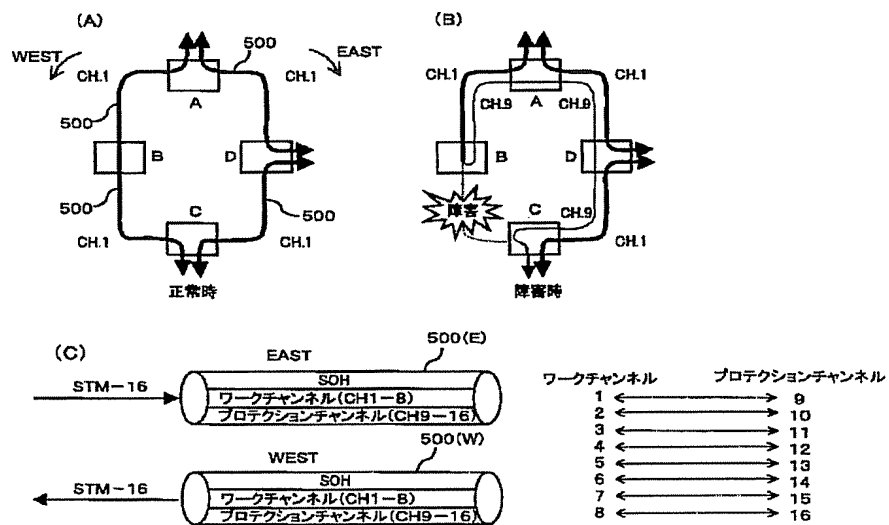 (A)
500
WEST
EAST
CH.1
CH.1
A
500
B
D
500
500
C
CH.1
CH.1
正常時
(B)
CH.1
CH.1
A
CH.9
CH.9
B
D
障害
C
CH.9
CH.1
障害時
(C)
EAST
500(E)
STM-16
SOH
ワークチャンネル(CH1-8)
プロテクションチャンネル(CH9-16)
WEST
500(W)
STM-16
SOH
ワークチャンネル(CH1-8)
プロテクションチャンネル(CH9-16)
ワークチャンネル プロテクションチャンネル
1 9
2 10
3 11
4 12
5 13
6 14
7 15
8 16